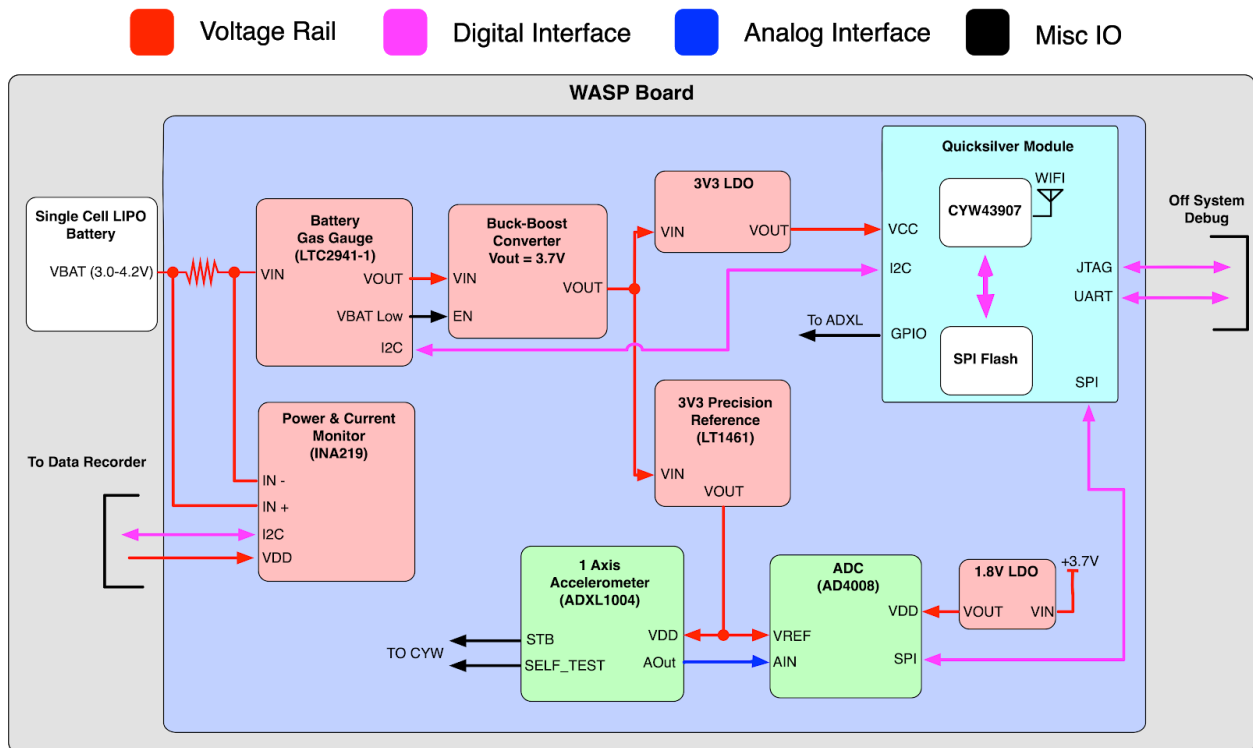 Voltage Rail
Digital Interface
Analog Interface
Misc IO
WASP Board
Single Cell LIPO
Battery
VBAT (3.0-4.2V)
Battery
Gas Gauge
(LTC2941-1)
VIN
VOUT
VBAT Low
I2C
Buck-Boost
Converter
Vout = 3.7V
VIN
VOUT
EN
3V3 LDO
VIN
VOUT
Quicksilver Module
CYW43907
WIFI
VCC
I2C
GPIO
JTAG
UART
SPI Flash
SPI
To ADXL
Off System
Debug
Power & Current
Monitor
(INA219)
IN -
IN +
I2C
VDD
To Data Recorder
3V3 Precision
Reference
(LT1461)
VIN
VOUT
1 Axis
Accelerometer
(ADXL1004)
STB
SELF_TEST
VDD
AOut
TO CYW
ADC
(AD4008)
VDD
VREF
SPI
AIN
1.8V LDO
VOUT
VIN
+3.7V